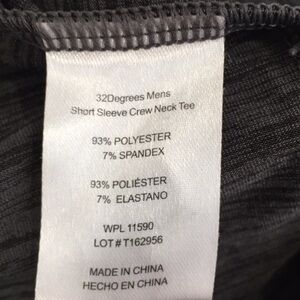 32Degrees Mens
Short Sleeve Crew Neck Tee
93% POLYESTER
7% SPANDEX
93% POLIÉSTER
7% ELASTANO
WPL 11590
LOT # T162956
MADE IN CHINA
HECHO EN CHINA